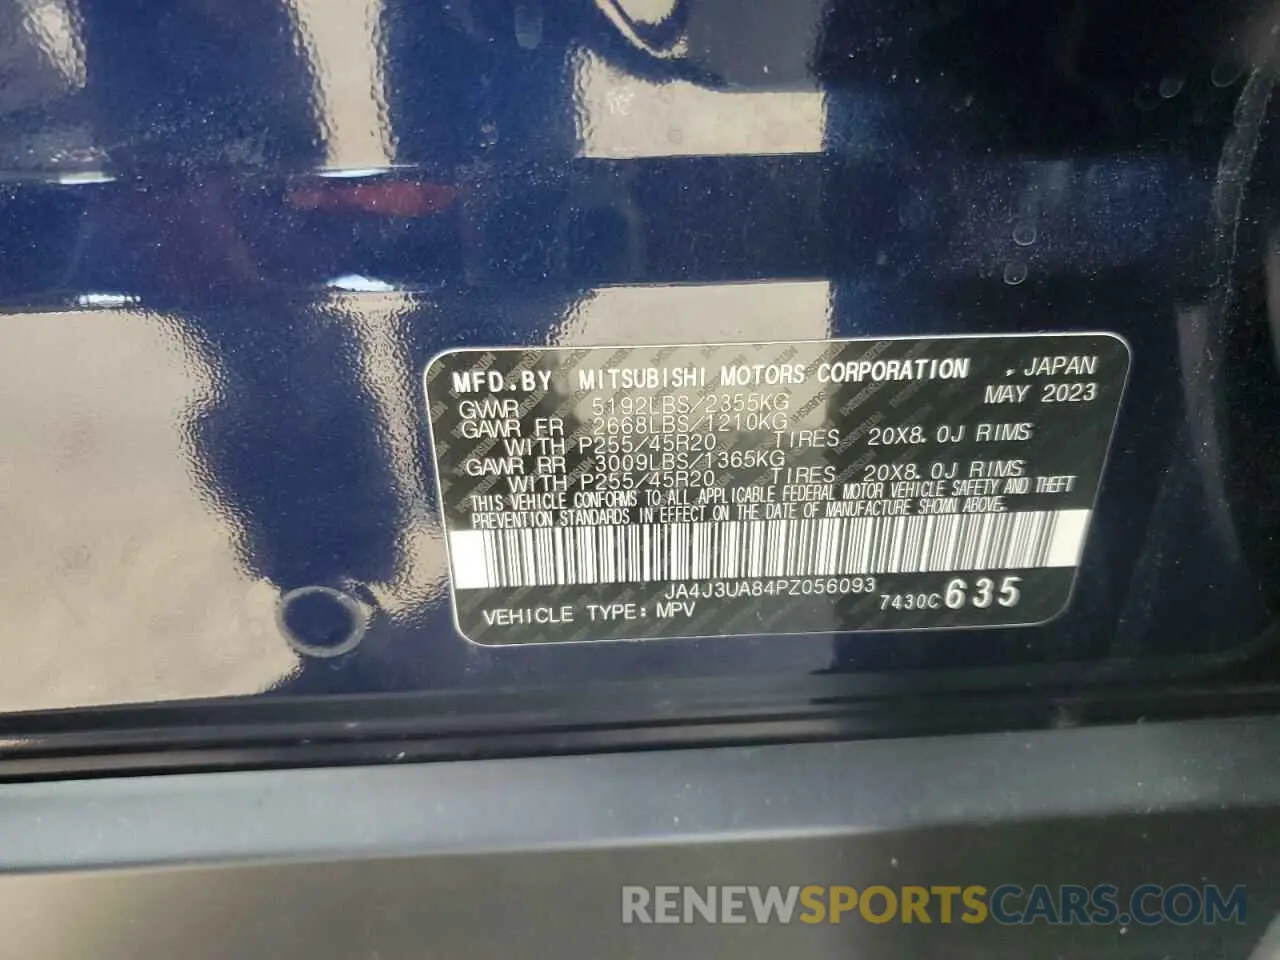 MFD.BY MITSUBISHI MOTORS CORPORATION , JAPAN
MAY 2023
GVWR 5192LBS/2355KG
GAWR FR 2668LBS/1210KG
WITH P255/45R20 TIRES 20X8.0J RIMS
GAWR RR 3009LBS/1365KG
WITH P255/45R20 TIRES 20X8.0J RIMS
THIS VEHICLE CONFORMS TO ALL APPLICABLE FEDERAL MOTOR VEHICLE SAFETY AND THEFT
PREVENTION STANDARDS IN EFFECT ON THE DATE OF MANUFACTURE SHOWN ABOVE.
JA4J3UA84PZ056093
VEHICLE TYPE: MPV 7430C 635
RENEWSPORTSCARS.COM